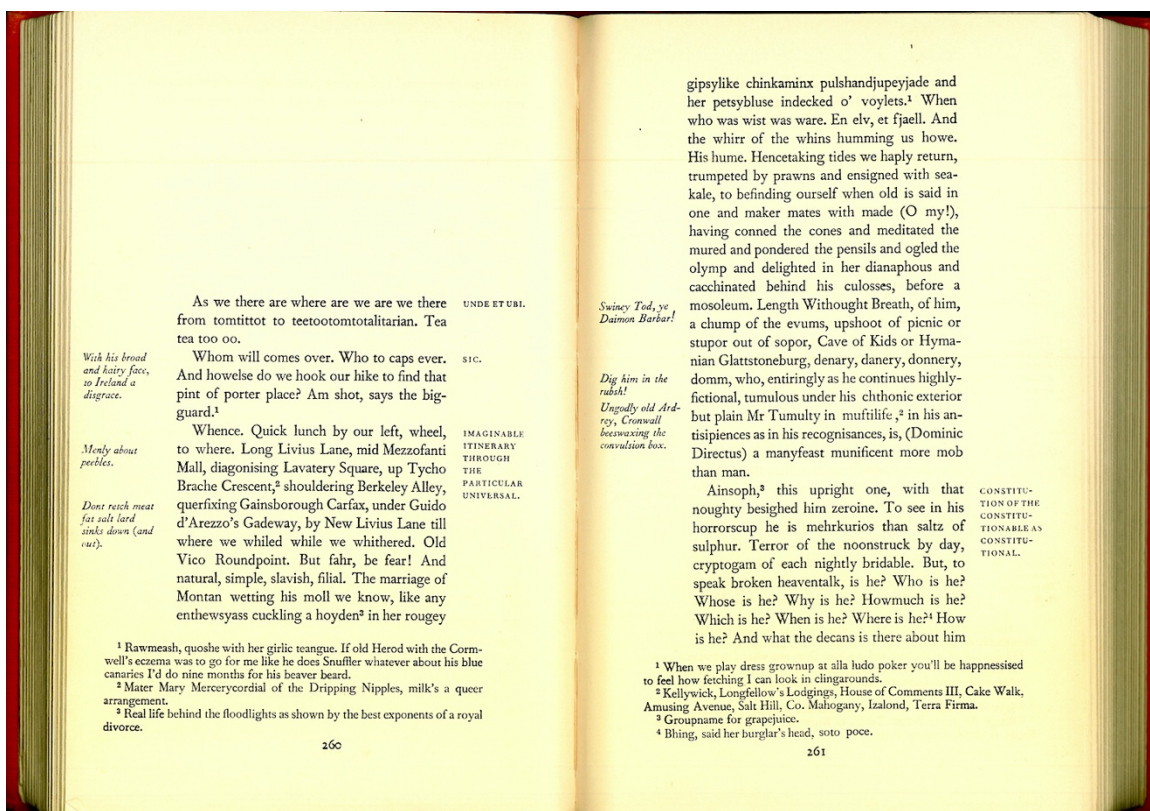 As we there are where are we are we there
from tomtittot to teetootomtotalitarian. Tea
tea too oo.
UNDE ET UBI.
With his broad
and hairy face,
to Ireland a
disgrace.
Whom will comes over. Who to caps ever.
And howelse do we hook our hike to find that
pint of porter place? Am shot, says the big-
guard.¹
SIC.
Menly about
peebles.
Dont retch meat
fat salt lard
sinks down (and
out).
Whence. Quick lunch by our left, wheel,
to where. Long Livius Lane, mid Mezzofanti
Mall, diagonising Lavatery Square, up Tycho
Brache Crescent,² shouldering Berkeley Alley,
querfixing Gainsborough Carfax, under Guido
d'Arezzo's Gadeway, by New Livius Lane till
where we whiled while we whithered. Old
Vico Roundpoint. But fahr, be fear! And
natural, simple, slavish, filial. The marriage of
Montan wetting his moll we know, like any
enthewsyass cuckling a hoyden³ in her rougey
IMAGINABLE
ITINERARY
THROUGH
THE
PARTICULAR
UNIVERSAL.
¹ Rawmeash, quoshe with her girlic teangue. If old Herod with the Corm-
well's eczema was to go for me like he does Snuffler whatever about his blue
canaries I'd do nine months for his beaver beard.
² Mater Mary Mercerycordial of the Dripping Nipples, milk's a queer
arrangement.
³ Real life behind the floodlights as shown by the best exponents of a royal
divorce.
260
gipsylike chinkaminx pulshandjupeyjade and
her petsybluse indecked o' voylets.¹ When
who was wist was ware. En elv, et fjaell. And
the whirr of the whins humming us howe.
His hume. Hencetaking tides we haply return,
trumpeted by prawns and ensigned with sea-
kale, to befinding ourself when old is said in
one and maker mates with made (O my!),
having conned the cones and meditated the
mured and pondered the pensils and ogled the
olymp and delighted in her dianaphous and
cacchinated behind his culosses, before a
mosoleum. Length Withought Breath, of him,
a chump of the evums, upshoot of picnic or
stupor out of sopor, Cave of Kids or Hyma-
nian Glattstoneburg, denary, danery, donnery,
domm, who, entiringly as he continues highly-
fictional, tumulous under his chthonic exterior
but plain Mr Tumulty in muftilife,² in his an-
tisipiences as in his recognisances, is, (Dominic
Directus) a manyfeast munificent more mob
than man.
Swiney Tod, ye
Daimon Barbar!
Dig him in the
rubsh!
Ungodly old Ard-
rey, Cronwall
beeswaxing the
convulsion box.
Ainsoph,³ this upright one, with that
noughty besighed him zeroine. To see in his
horrorscup he is mehrkurios than saltz of
sulphur. Terror of the noonstruck by day,
cryptogam of each nightly bridable. But, to
speak broken heaventalk, is he? Who is he?
Whose is he? Why is he? Howmuch is he?
Which is he? When is he? Where is he?⁴ How
is he? And what the decans is there about him
CONSTITU-
TION OF THE
CONSTITU-
TIONABLE AS
CONSTITU-
TIONAL.
¹ When we play dress grownup at alla ludo poker you'll be happnessised
to feel how fetching I can look in clingarounds.
² Kellywick, Longfellow's Lodgings, House of Comments III, Cake Walk,
Amusing Avenue, Salt Hill, Co. Mahogany, Izalond, Terra Firma.
³ Groupname for grapejuice.
⁴ Bhing, said her burglar's head, soto poce.
261